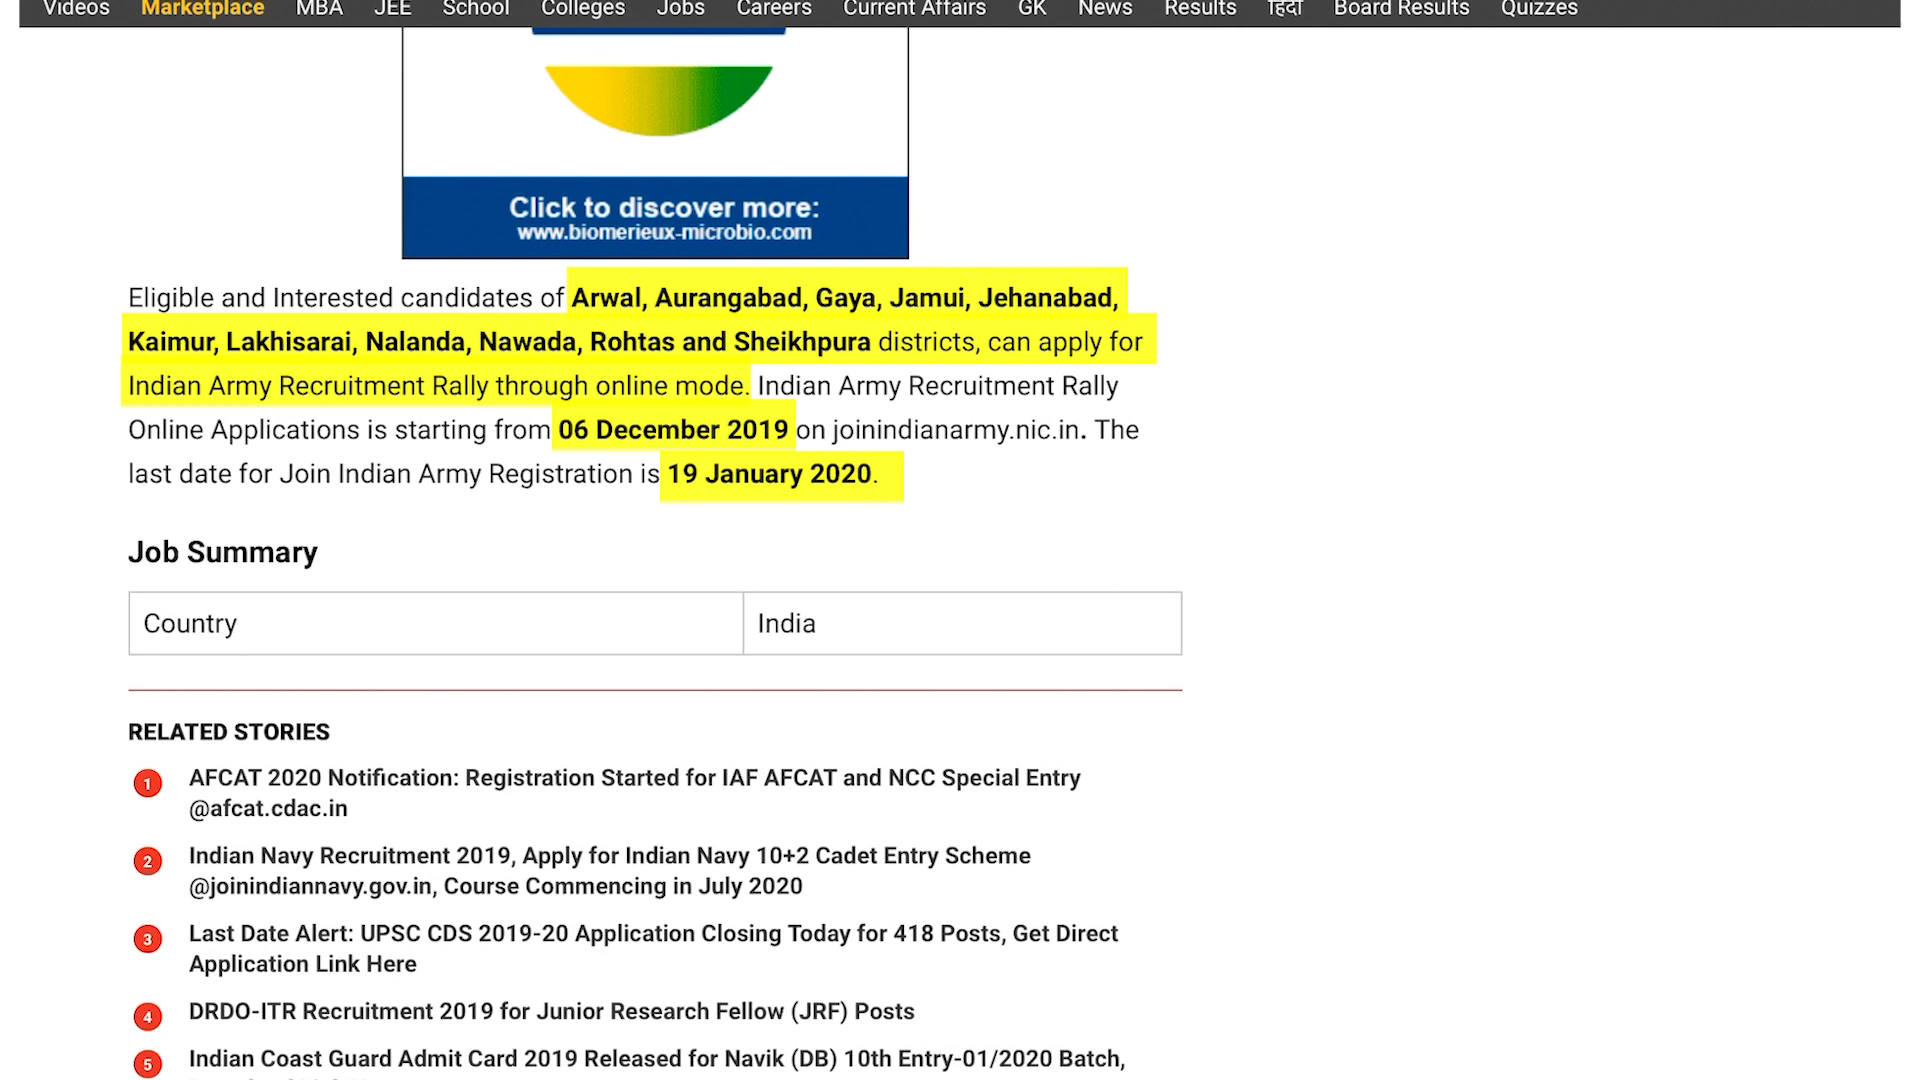 Videos Marketplace MBA JEE School Colleges Jobs Careers Current Affairs GK News Results हिंदी Board Results Quizzes
Click to discover more:
www.biomerieux-microbio.com
Eligible and Interested candidates of Arwal, Aurangabad, Gaya, Jamui, Jehanabad,
Kaimur, Lakhisarai, Nalanda, Nawada, Rohtas and Sheikhpura districts, can apply for
Indian Army Recruitment Rally through online mode. Indian Army Recruitment Rally
Online Applications is starting from 06 December 2019 on joinindianarmy.nic.in. The
last date for Join Indian Army Registration is 19 January 2020.
Job Summary
Country India
RELATED STORIES
1 AFCAT 2020 Notification: Registration Started for IAF AFCAT and NCC Special Entry
@afcat.cdac.in
2 Indian Navy Recruitment 2019, Apply for Indian Navy 10+2 Cadet Entry Scheme
@joinindiannavy.gov.in, Course Commencing in July 2020
3 Last Date Alert: UPSC CDS 2019-20 Application Closing Today for 418 Posts, Get Direct
Application Link Here
4 DRDO-ITR Recruitment 2019 for Junior Research Fellow (JRF) Posts
5 Indian Coast Guard Admit Card 2019 Released for Navik (DB) 10th Entry-01/2020 Batch,